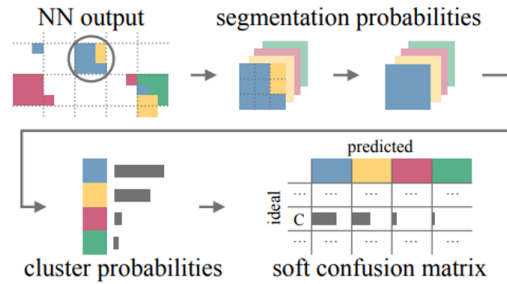 NN output
segmentation probabilities
predicted
ideal
... ... ... ...
C
... ... ... ...
cluster probabilities
soft confusion matrix